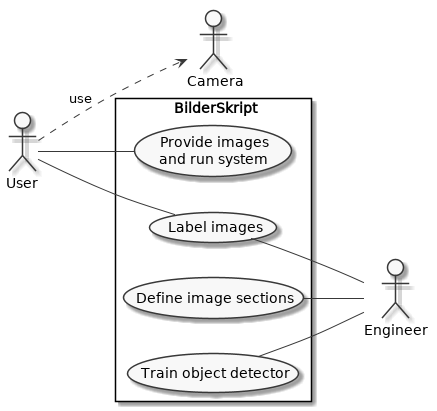 Camera
use
BilderSkript
Provide images
and run system
User
Label images
Define image sections
Engineer
Train object detector